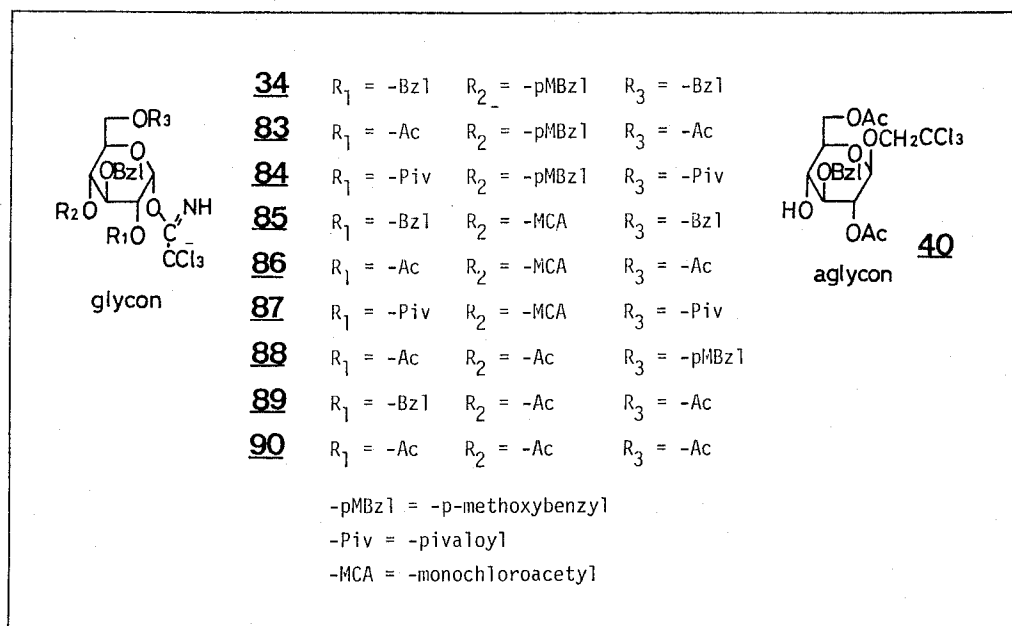 34 R1 = -Bzl R2 = -pMBzl R3 = -Bzl
83 R1 = -Ac R2 = -pMBzl R3 = -Ac
84 R1 = -Piv R2 = -pMBzl R3 = -Piv
85 R1 = -Bzl R2 = -MCA R3 = -Bzl
86 R1 = -Ac R2 = -MCA R3 = -Ac
87 R1 = -Piv R2 = -MCA R3 = -Piv
88 R1 = -Ac R2 = -Ac R3 = -pMBzl
89 R1 = -Bzl R2 = -Ac R3 = -Ac
90 R1 = -Ac R2 = -Ac R3 = -Ac
-pMBzl = -p-methoxybenzyl
-Piv = -pivaloyl
-MCA = -monochloroacetyl
OR3
O
OBzl
R2O
O
NH
R1O
C
CCl3
glycon
OAc
OCH2CCl3
O
OBzl
HO
OAc
40
aglycon